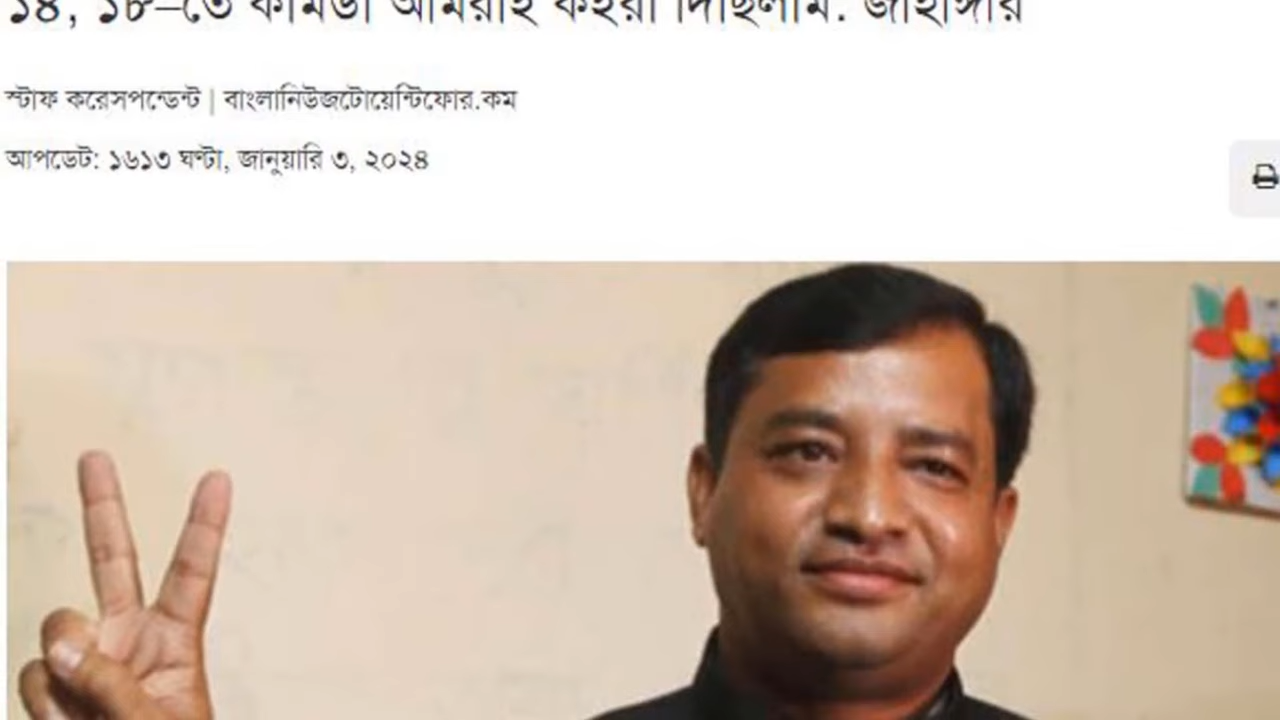 ১৪, ১৮–তে কামডা আমরাই কইরা দিছিলাম: জাহাঙ্গীর
স্টাফ করেসপন্ডেন্ট | বাংলানিউজটোয়েন্টিফোর.কম
আপডেট: ১৬১৩ ঘণ্টা, জানুয়ারি ৩, ২০২৪